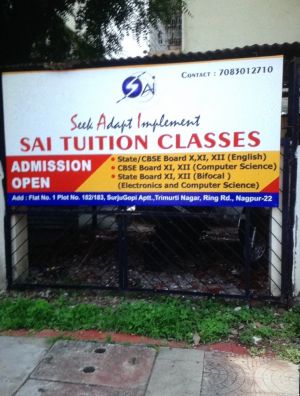 SAI
Contact : 7083012710
Seek Adapt Implement
SAI TUITION CLASSES
ADMISSION
OPEN
• State/CBSE Board X,XI, XII (English)
• CBSE Board XI, XII (Computer Science)
• State Board XI, XII (Bifocal )
(Electronics and Computer Science)
Add : Flat No. 1 Plot No. 182/183, SurjuGopi Aptt.,Trimurti Nagar, Ring Rd., Nagpur-22